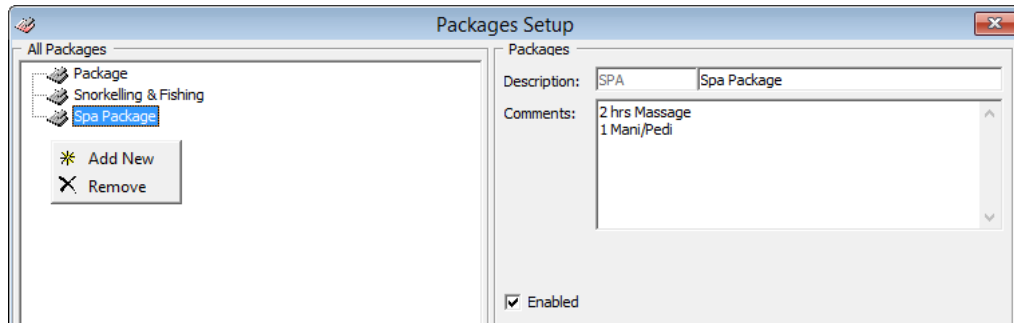 Packages Setup
All Packages
Package
Snorkelling & Fishing
Spa Package
Add New
Remove
Packages
Description: SPA Spa Package
Comments: 2 hrs Massage
1 Mani/Pedi
Enabled